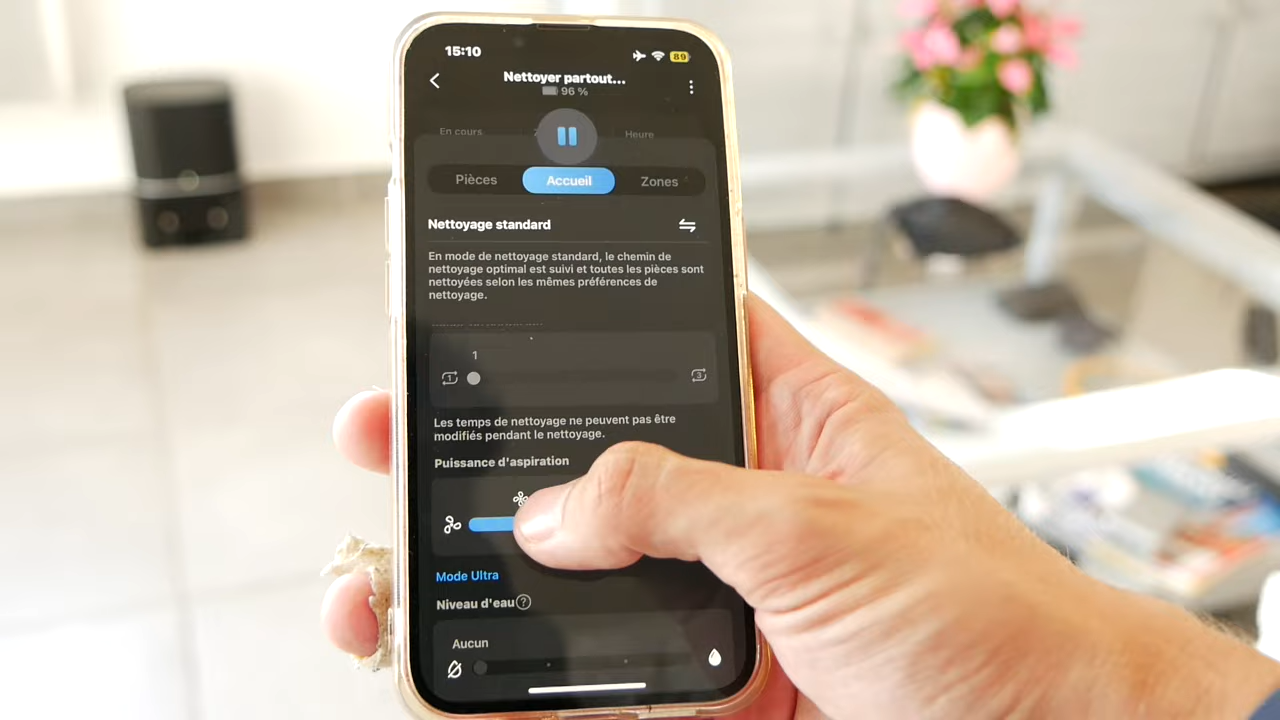 15:10
89
Nettoyer partout...
96 %
En cours
Heure
Pièces
Accueil
Zones
Nettoyage standard
En mode de nettoyage standard, le chemin de
nettoyage optimal est suivi et toutes les pièces sont
nettoyées selon les mêmes préférences de
nettoyage.
1
1
3
Les temps de nettoyage ne peuvent pas être
modifiés pendant le nettoyage.
Puissance d'aspiration
Mode Ultra
Niveau d'eau ?
Aucun